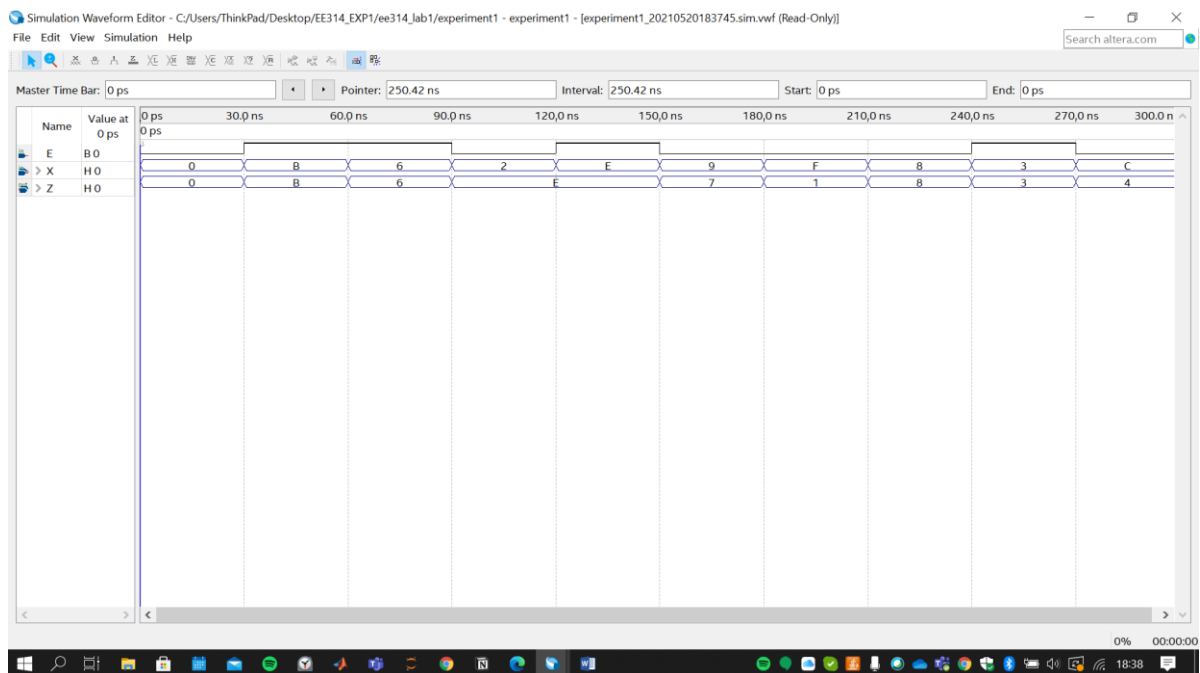 Simulation Waveform Editor - C:/Users/ThinkPad/Desktop/EE314_EXP1/ee314_lab1/experiment1 - experiment1 - [experiment1_20210520183745.sim.vwf (Read-Only)]
File Edit View Simulation Help
Search altera.com
Master Time Bar: 0 ps Pointer: 250.42 ns Interval: 250.42 ns Start: 0 ps End: 0 ps
Name Value at 0 ps
0 ps 30.0 ns 60.0 ns 90.0 ns 120.0 ns 150.0 ns 180.0 ns 210.0 ns 240.0 ns 270.0 ns 300.0 n
0 ps
E B 0
> X H 0 0 B 6 2 E 9 F 8 3 C
> Z H 0 0 B 6 E 7 1 8 3 4
0% 00:00:00
18:38